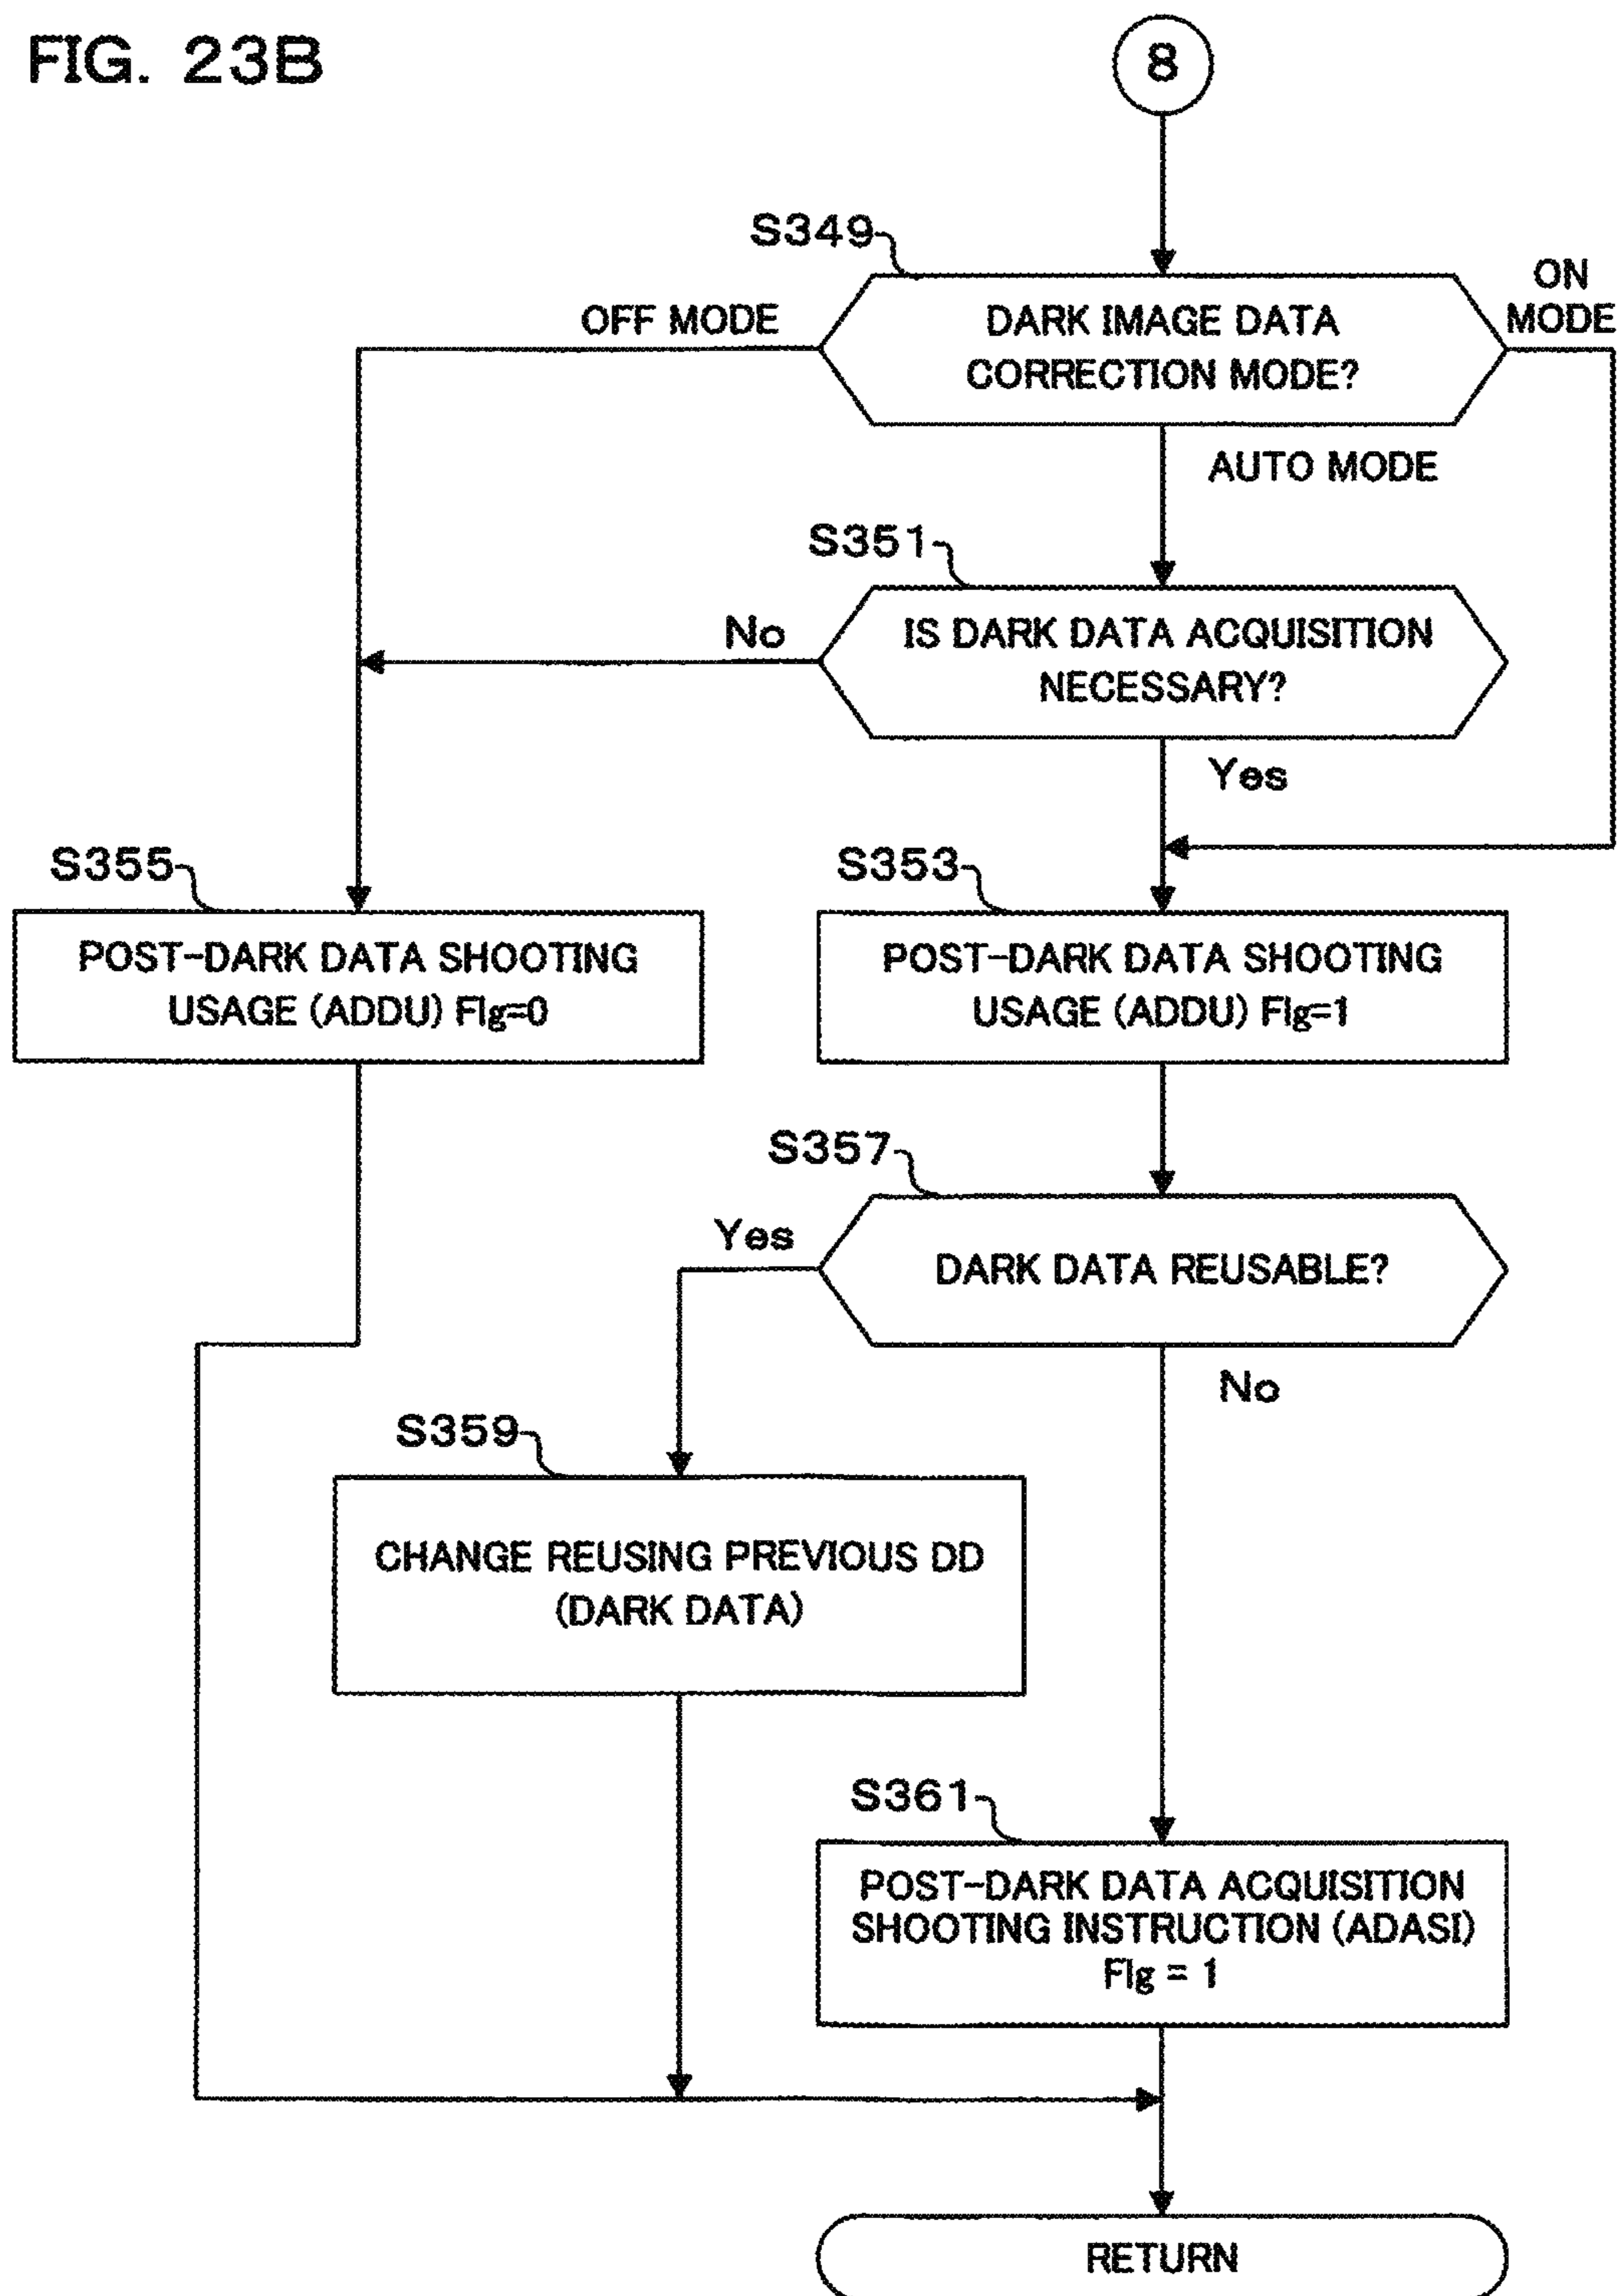 FIG. 23B
8
S349
DARK IMAGE DATA
CORRECTION MODE?
OFF MODE
ON
MODE
AUTO MODE
S351
IS DARK DATA ACQUISITION
NECESSARY?
No
Yes
S355
POST-DARK DATA SHOOTING
USAGE (ADDU) Flg=0
S353
POST-DARK DATA SHOOTING
USAGE (ADDU) Flg=1
S357
DARK DATA REUSABLE?
Yes
No
S359
CHANGE REUSING PREVIOUS DD
(DARK DATA)
S361
POST-DARK DATA ACQUISITION
SHOOTING INSTRUCTION (ADASI)
Flg = 1
RETURN